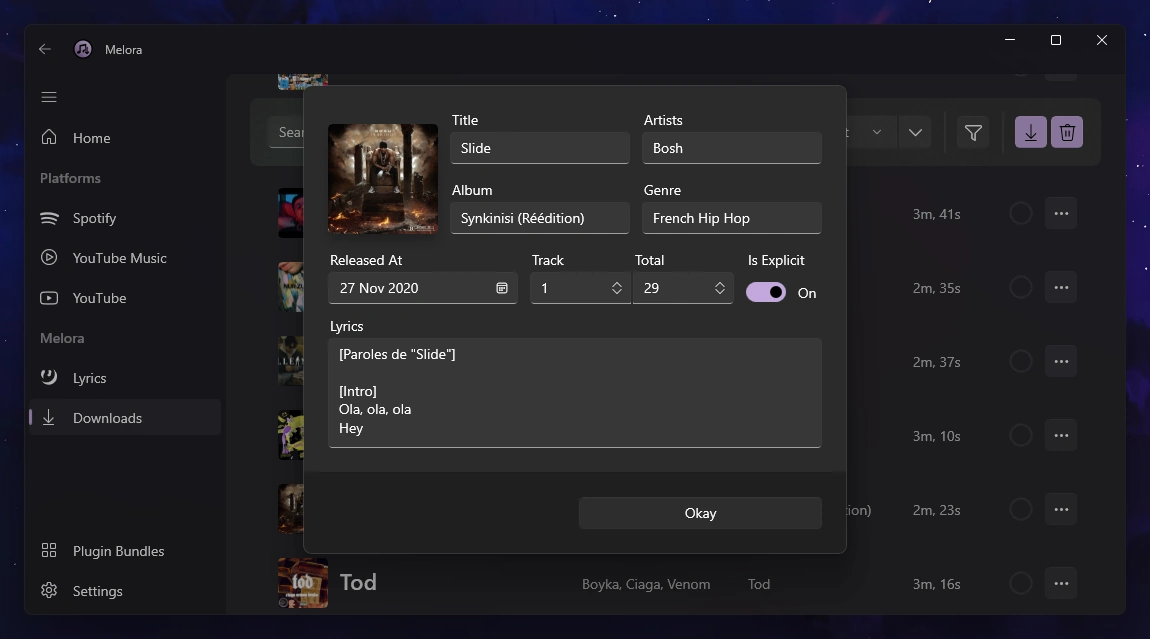 Melora
Home
Platforms
Spotify
YouTube Music
YouTube
Melora
Lyrics
Downloads
Plugin Bundles
Settings
Sear
t
Title
Slide
Artists
Bosh
Album
Synkinisi (Réédition)
Genre
French Hip Hop
Released At
27 Nov 2020
Track
1
Total
29
Is Explicit
On
Lyrics
[Paroles de "Slide"]
[Intro]
Ola, ola, ola
Hey
Okay
3m, 41s
2m, 35s
2m, 37s
3m, 10s
ion)
2m, 23s
tod
Tod
Boyka, Ciaga, Venom
Tod
3m, 16s